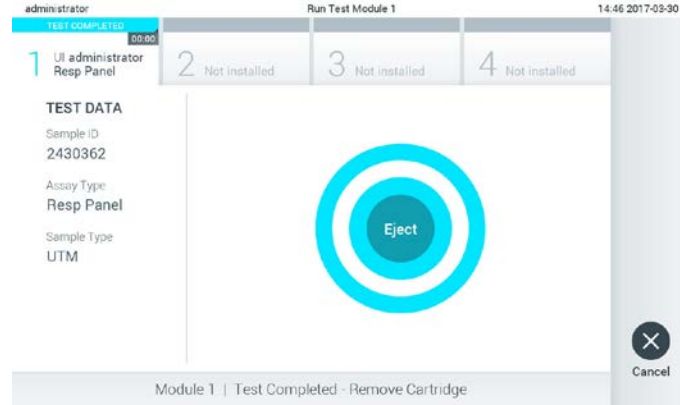 administrator Run Test Module 1 14:46 2017-03-30
TEST COMPLETED
00:00
1 UI administrator
Resp Panel
2 Not installed
3 Not installed
4 Not installed
TEST DATA
Sample ID
2430362
Assay Type
Resp Panel
Sample Type
UTM
Eject
Cancel
Module 1 | Test Completed - Remove Cartridge